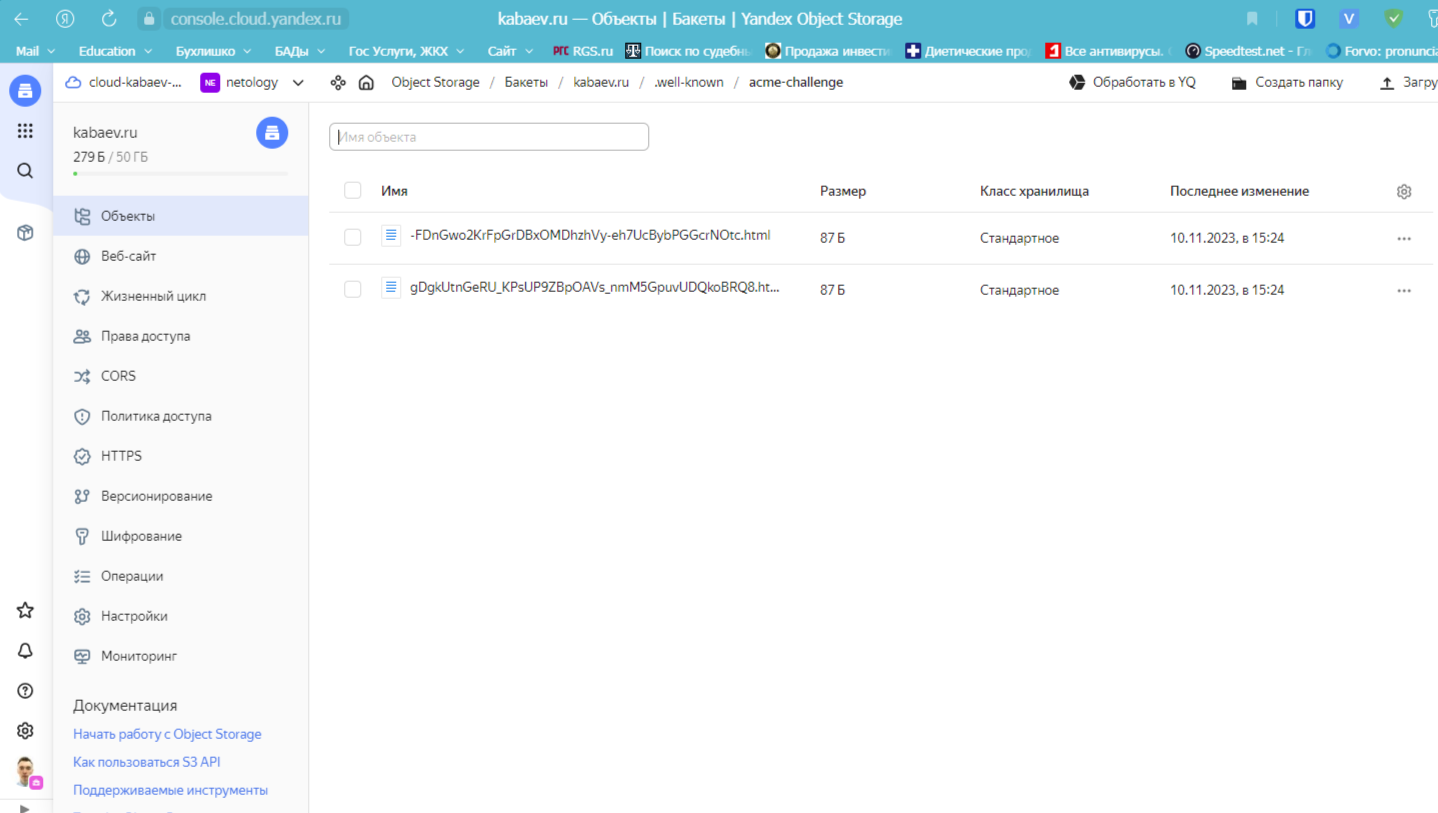 console.cloud.yandex.ru kabaev.ru — Объекты | Бакеты | Yandex Object Storage
Mail Education Бухлишко БАДы Гос Услуги, ЖКХ Сайт РГС RGS.ru Поиск по судебн Продажа инвести Диетические прод Все антивирусы. Speedtest.net - Гл Forvo: pronuncia
cloud-kabaev-... NE netology Object Storage / Бакеты / kabaev.ru / .well-known / acme-challenge Обработать в YQ Создать папку Загру
kabaev.ru
279 Б / 50 ГБ
Объекты
Веб-сайт
Жизненный цикл
Права доступа
CORS
Политика доступа
HTTPS
Версионирование
Шифрование
Операции
Настройки
Мониторинг
Документация
Начать работу с Object Storage
Как пользоваться S3 API
Поддерживаемые инструменты
Имя объекта
Имя Размер Класс хранилища Последнее изменение
-FDnGwo2KrFpGrDBxOMDhzhVy-eh7UcBybPGGcrNOtc.html 87 Б Стандартное 10.11.2023, в 15:24
gDgkUtnGeRU_KPsUP9ZBpOAVs_nmM5GpuvUDQkoBRQ8.ht... 87 Б Стандартное 10.11.2023, в 15:24